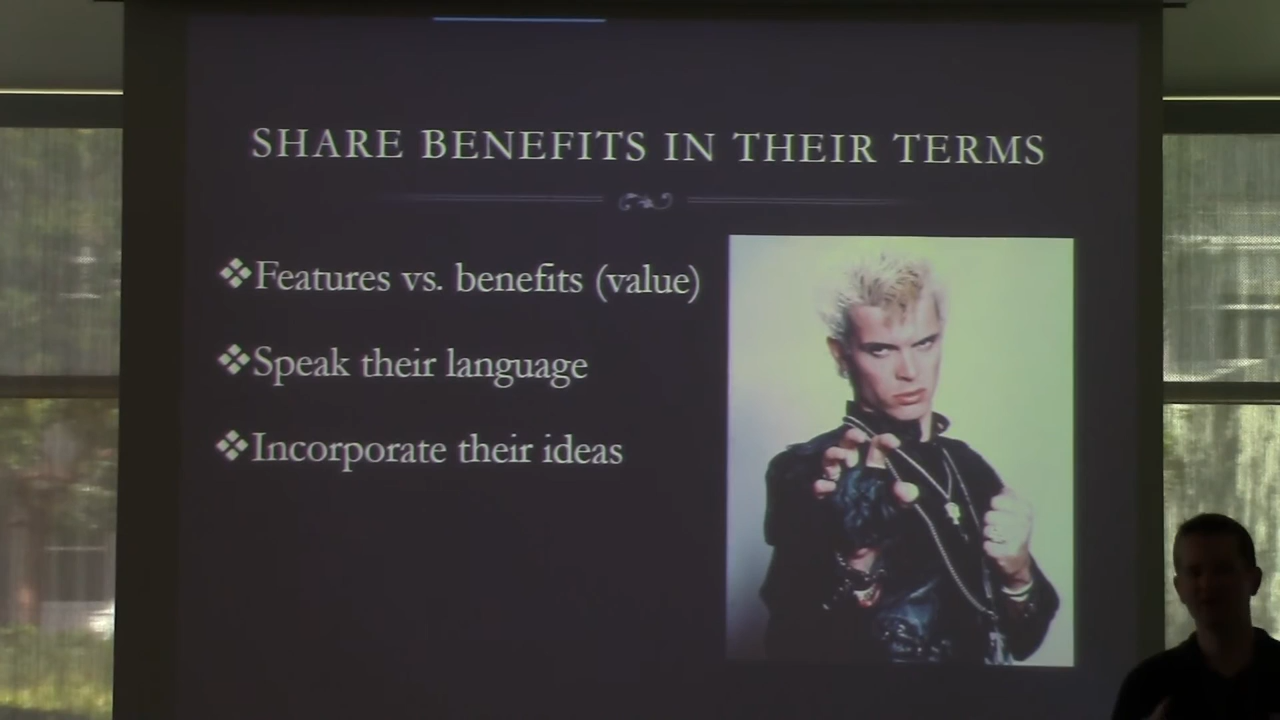 SHARE BENEFITS IN THEIR TERMS
❖Features vs. benefits (value)
❖Speak their language
❖Incorporate their ideas